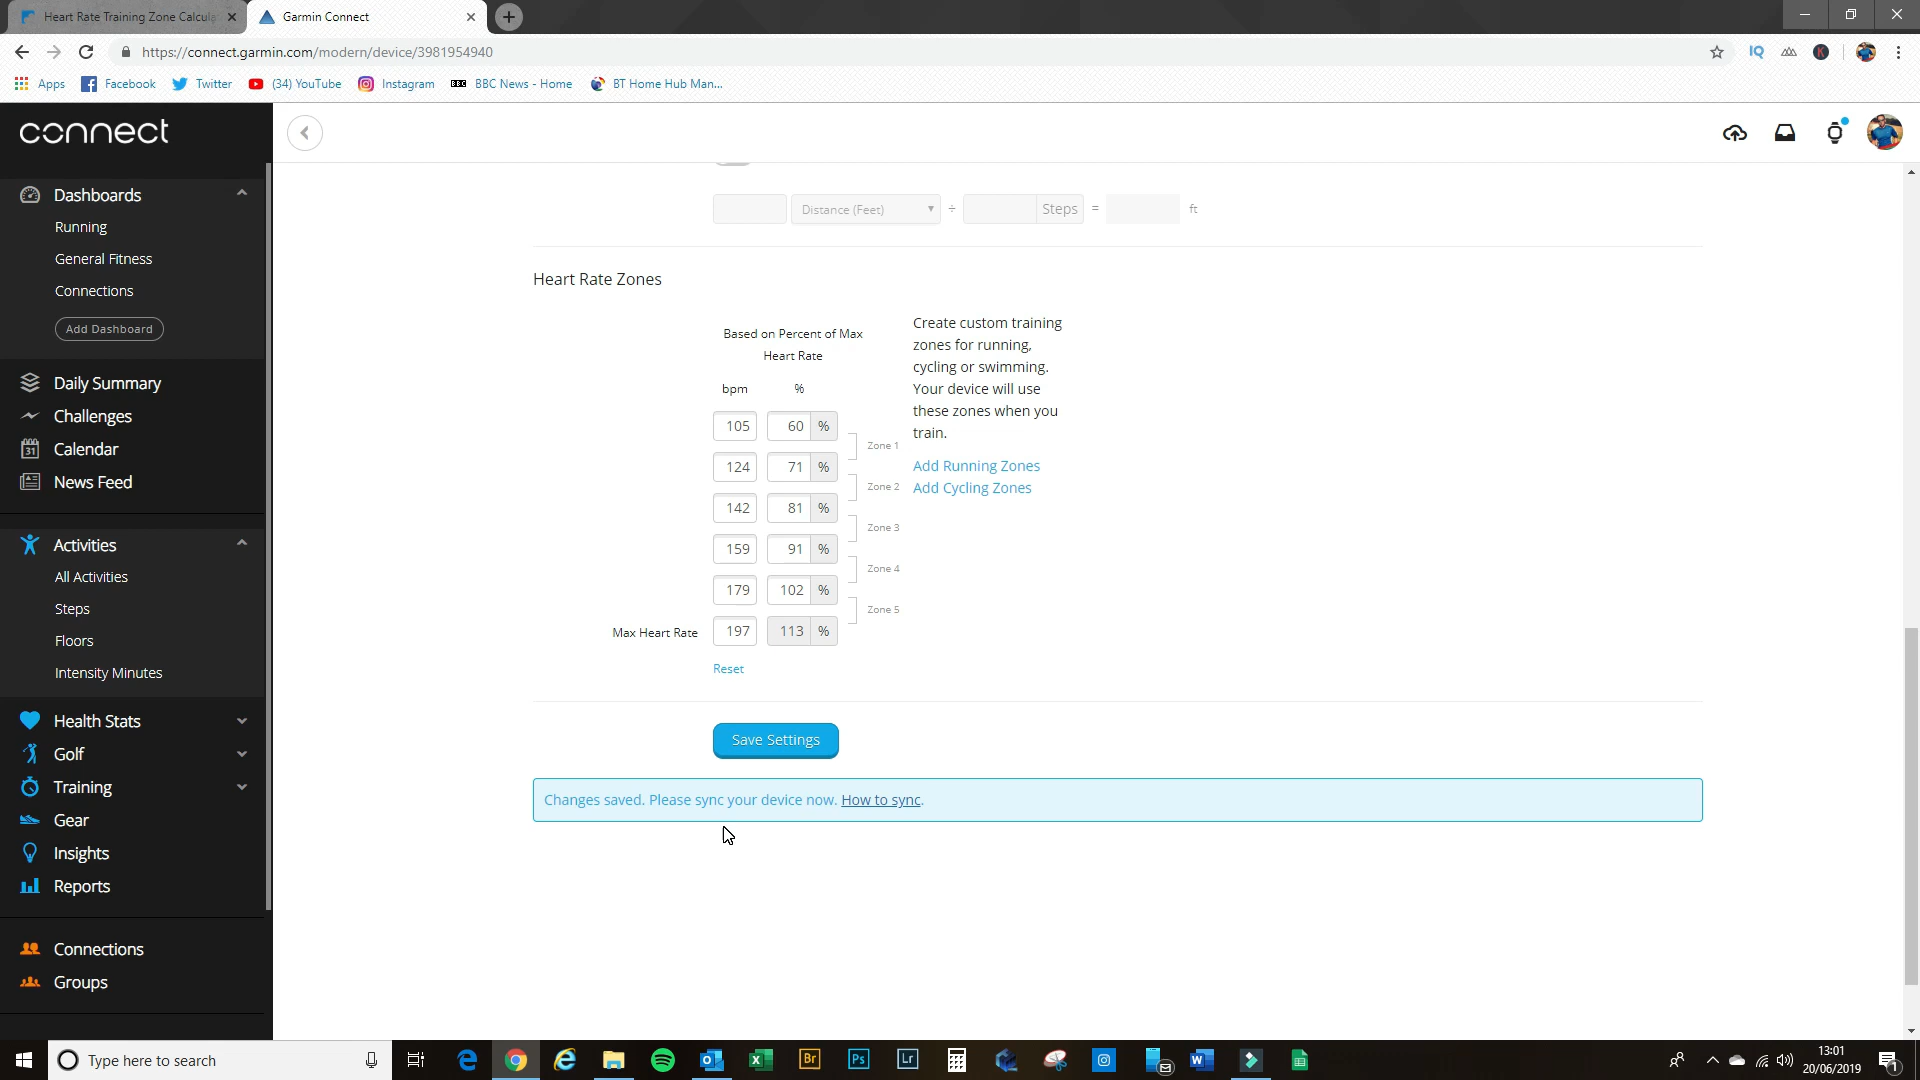 Heart Rate Training Zone Calcula
Garmin Connect
https://connect.garmin.com/modern/device/3981954940
IQ
K
Apps
Facebook
Twitter
(34) YouTube
Instagram
BBC News - Home
BT Home Hub Man...
connect
Dashboards
Running
General Fitness
Connections
Add Dashboard
Daily Summary
Challenges
31
Calendar
News Feed
Activities
All Activities
Steps
Floors
Intensity Minutes
Health Stats
Golf
Training
Gear
Insights
Reports
Connections
Groups
Distance (Feet)
÷
Steps
=
ft
Heart Rate Zones
Based on Percent of Max
Heart Rate
bpm %
105 60 %
Zone 1
124 71 %
Zone 2
142 81 %
Zone 3
159 91 %
Zone 4
179 102 %
Zone 5
Max Heart Rate 197 113 %
Reset
Create custom training
zones for running,
cycling or swimming.
Your device will use
these zones when you
train.
Add Running Zones
Add Cycling Zones
Save Settings
Changes saved. Please sync your device now. How to sync.
Type here to search
Br
Ps
Lr
13:01
20/06/2019
1